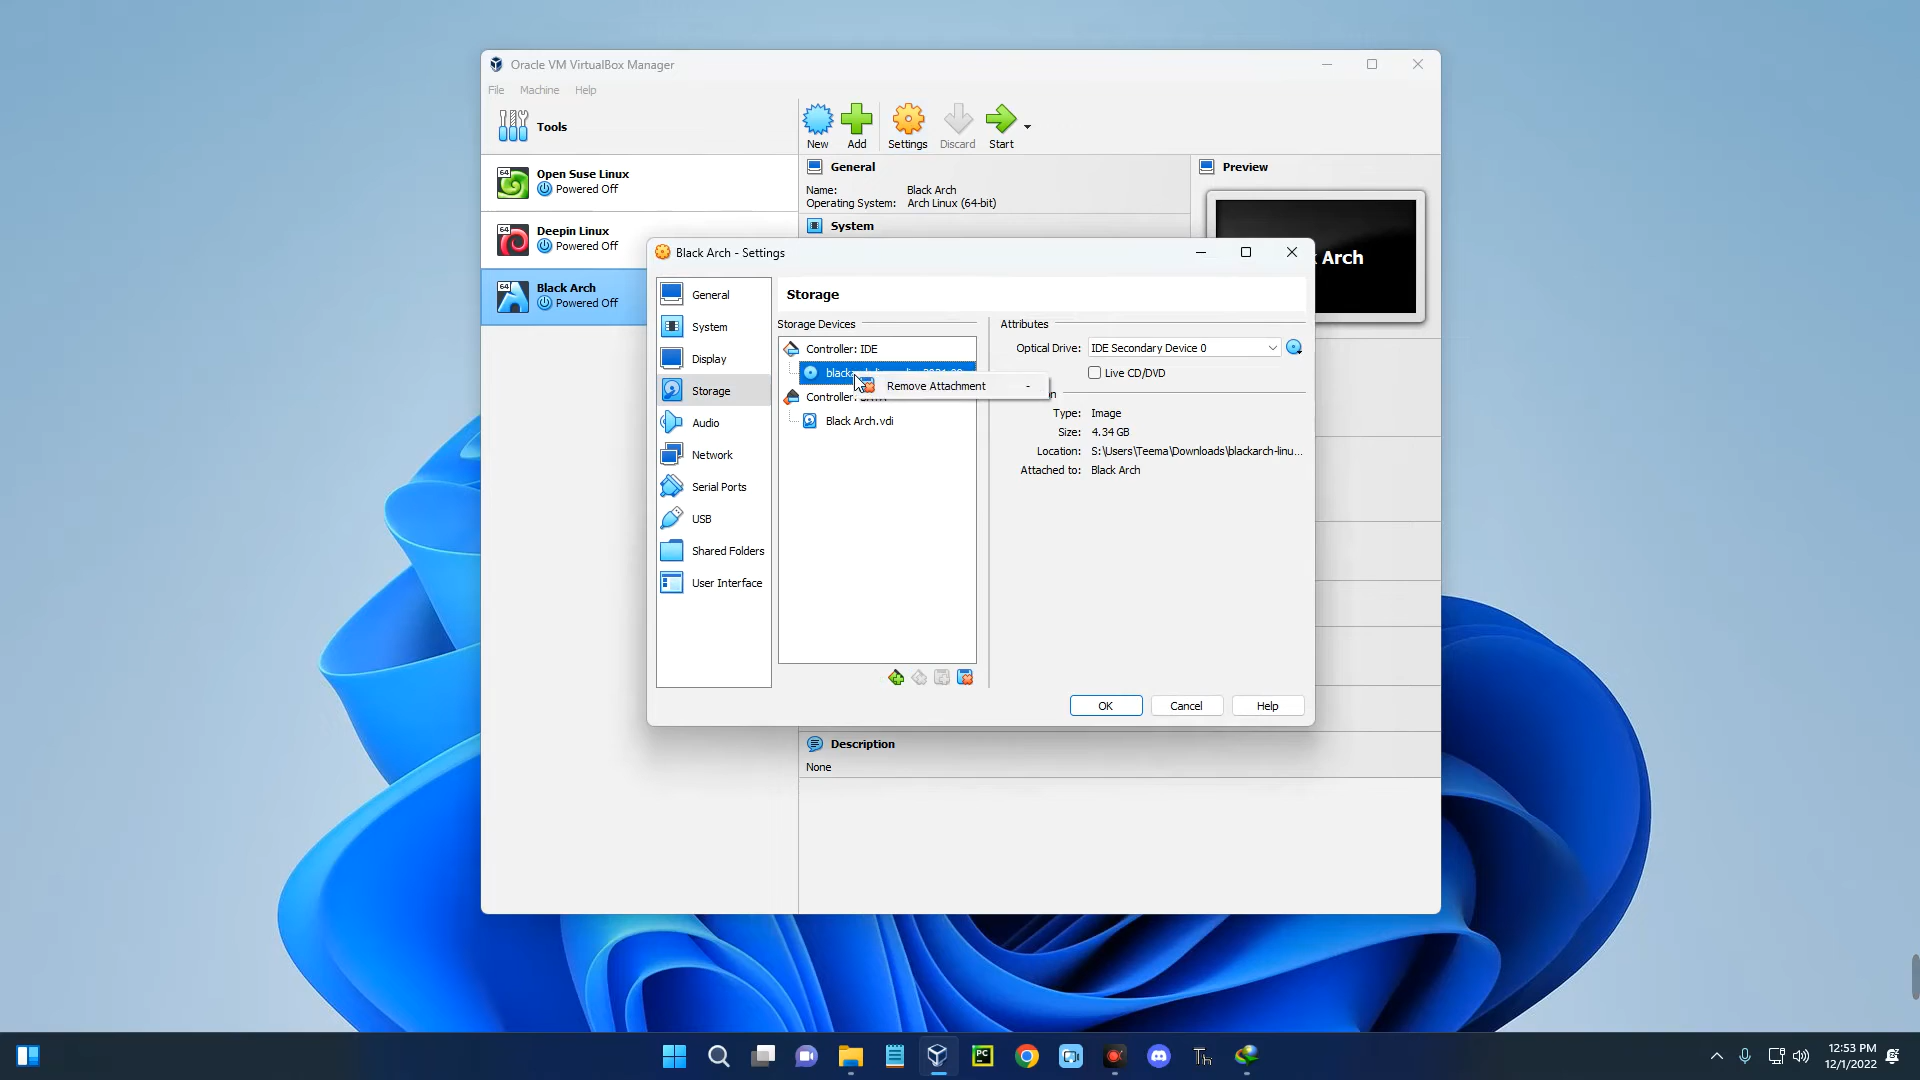 Oracle VM VirtualBox Manager
File Machine Help
Tools
New Add Settings Discard Start
64 Open Suse Linux
Powered Off
64 Deepin Linux
Powered Off
64 Black Arch
Powered Off
General
Name: Black Arch
Operating System: Arch Linux (64-bit)
System
Preview
Arch
Black Arch - Settings
General
System
Display
Storage
Audio
Network
Serial Ports
USB
Shared Folders
User Interface
Storage
Storage Devices
Controller: IDE
Remove Attachment -
Controller:
Black Arch.vdi
Attributes
Optical Drive: IDE Secondary Device 0
Live CD/DVD
Type: Image
Size: 4.34 GB
Location: S:\Users\Teema\Downloads\blackarch-linu...
Attached to: Black Arch
OK Cancel Help
Description
None
PC
Th
12:53 PM
12/1/2022